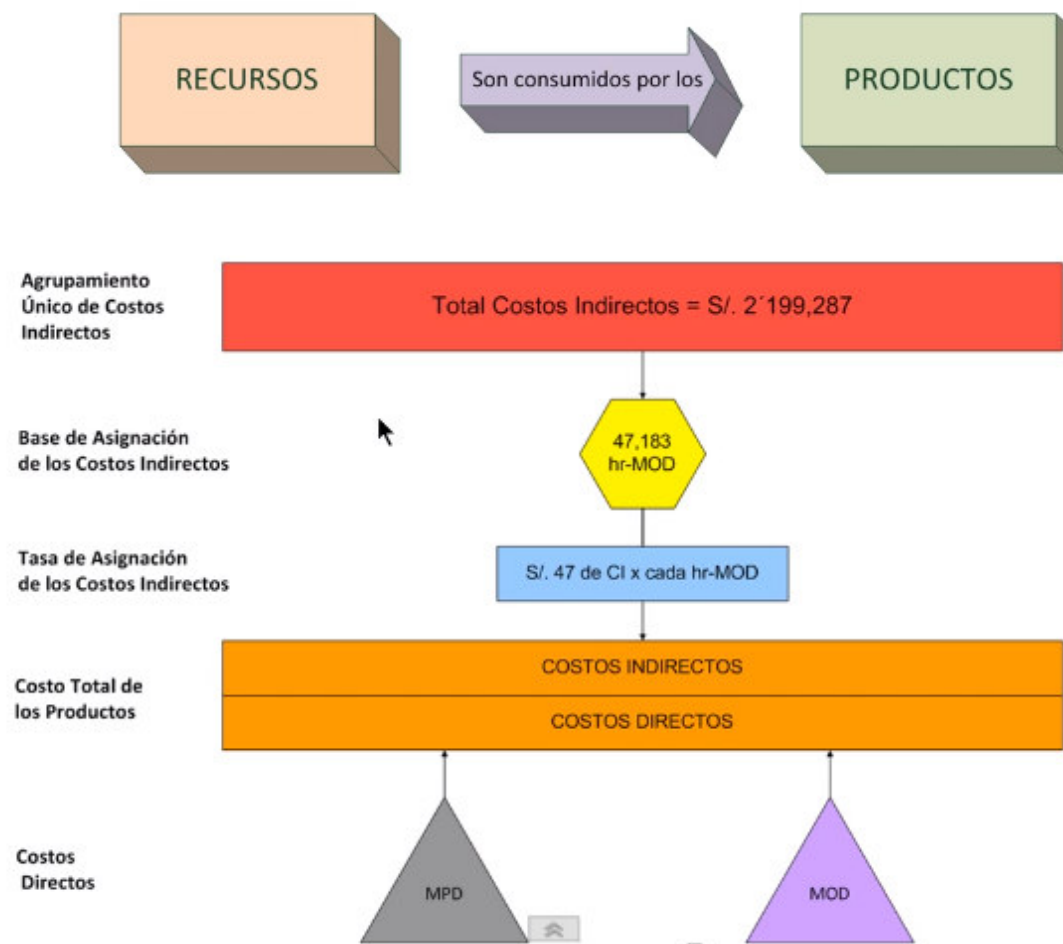 RECURSOS
Son consumidos por los
PRODUCTOS
Agrupamiento
Único de Costos
Indirectos
Total Costos Indirectos = S/. 2´199,287
Base de Asignación
de los Costos Indirectos
47,183
hr-MOD
Tasa de Asignación
de los Costos Indirectos
S/. 47 de CI x cada hr-MOD
Costo Total de
los Productos
COSTOS INDIRECTOS
COSTOS DIRECTOS
Costos
Directos
MPD
MOD